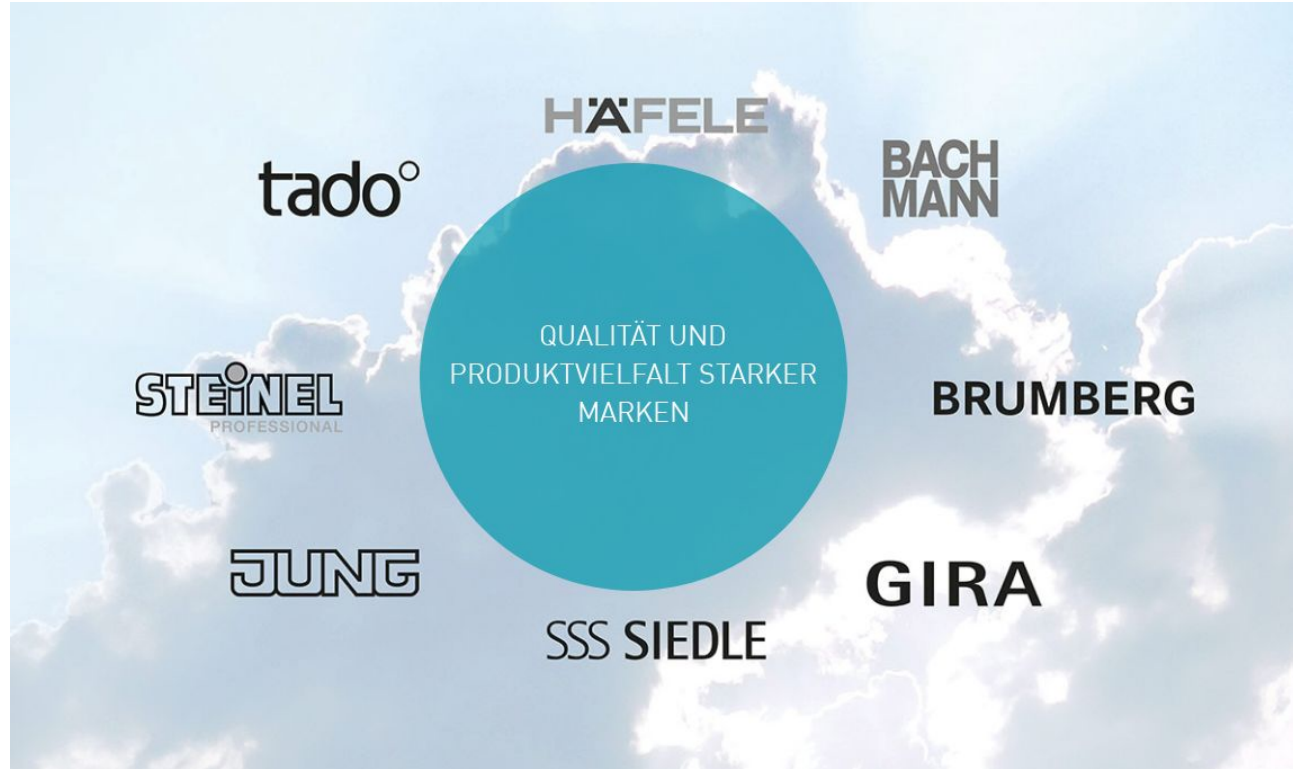 HÄFELE
tado°
BACH
MANN
QUALITÄT UND
PRODUKTVIELFALT STARKER
MARKEN
STEINEL
PROFESSIONAL
BRUMBERG
JUNG
GIRA
SSS SIEDLE